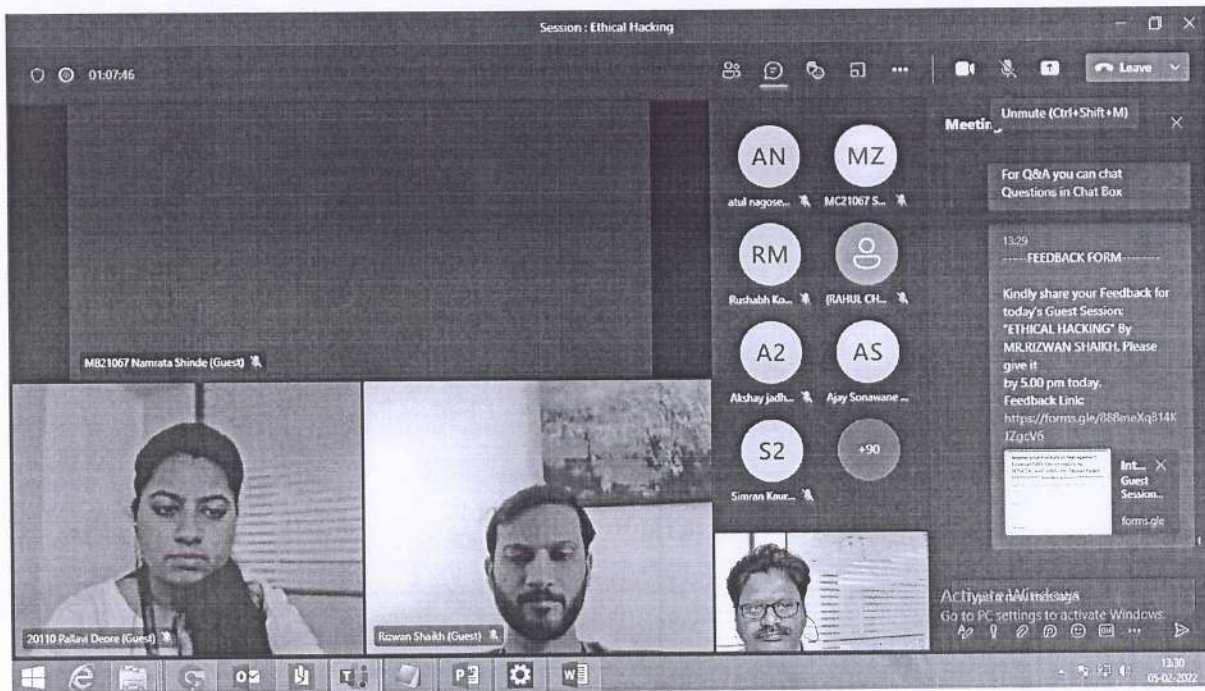 Session : Ethical Hacking
01:07:46
Leave
Unmute (Ctrl+Shift+M)
For Q&A you can chat
Questions in Chat Box
AN
MZ
atul nagose...
MC21067 S...
RM
Rushabh Ko...
(RAHUL CH...
A2
AS
Akshay jadh...
Ajay Sonawane ...
S2
+90
Simran Kaur...
13:29
------FEEDBACK FORM---------
Kindly share your Feedback for
today's Guest Session:
"ETHICAL HACKING" By
MR.RIZWAN SHAIKH, Please
give it
by 5.00 pm today.
Feedback Link:
Int...
Guest
Session...
forms.gle
MB21067 Namrata Shinde (Guest)
20110 Pallavi Deore (Guest)
Rizwan Shaikh (Guest)
Go to PC settings to activate Windows.
13:30
05-02-2022